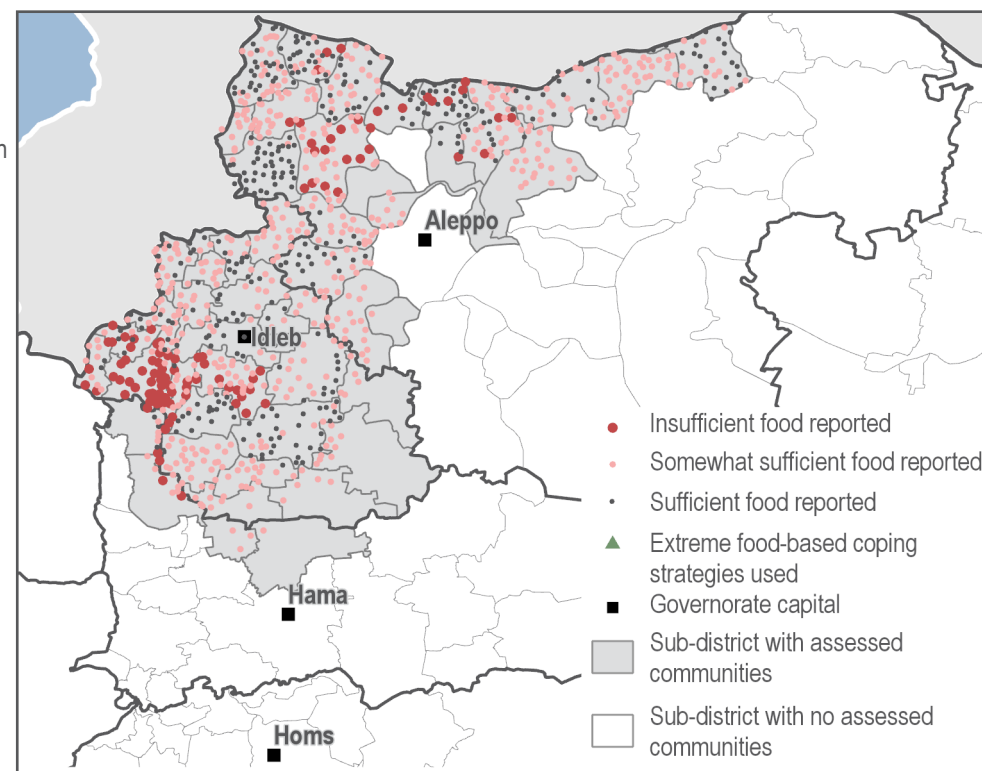 n
Aleppo
Idleb
Insufficient food reported
Somewhat sufficient food reported
Sufficient food reported
Extreme food-based coping
strategies used
Governorate capital
Hama
Sub-district with assessed
communities
Sub-district with no assessed
communities
Homs